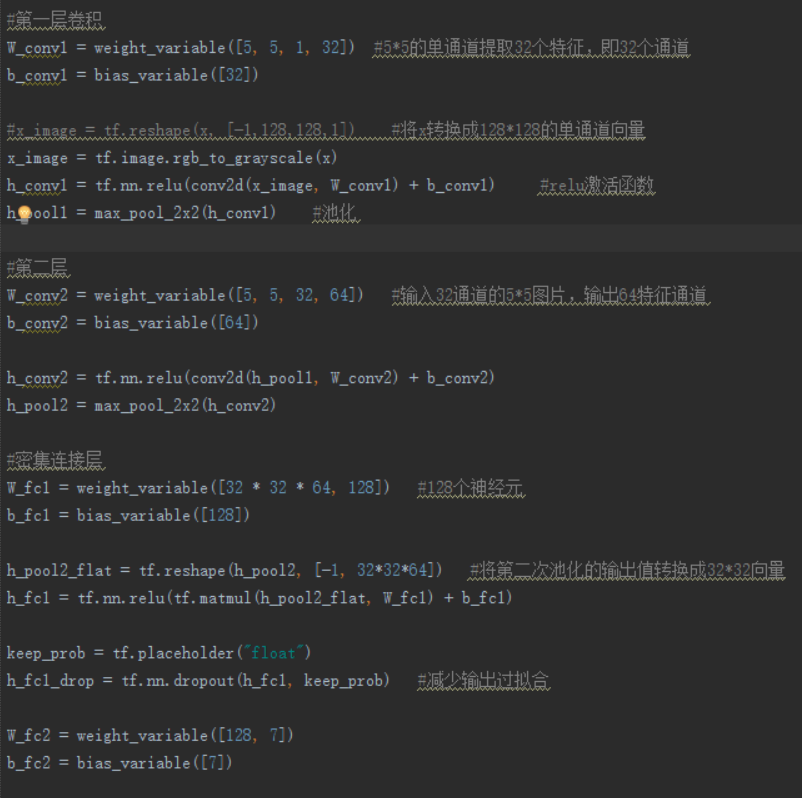 #第一层卷积
W_conv1 = weight_variable([5, 5, 1, 32])  #5*5的单通道提取32个特征，即32个通道
b_conv1 = bias_variable([32])
#x_image = tf.reshape(x, [-1,128,128,1])    #将x转换成128*128的单通道向量
x_image = tf.image.rgb_to_grayscale(x)
h_conv1 = tf.nn.relu(conv2d(x_image, W_conv1) + b_conv1)     #relu激活函数
h_pool1 = max_pool_2x2(h_conv1)    #池化
#第二层
W_conv2 = weight_variable([5, 5, 32, 64])   #输入32通道的5*5图片，输出64特征通道
b_conv2 = bias_variable([64])
h_conv2 = tf.nn.relu(conv2d(h_pool1, W_conv2) + b_conv2)
h_pool2 = max_pool_2x2(h_conv2)
#密集连接层
W_fc1 = weight_variable([32 * 32 * 64, 128])   #128个神经元
b_fc1 = bias_variable([128])
h_pool2_flat = tf.reshape(h_pool2, [-1, 32*32*64])   #将第二次池化的输出值转换成32*32向量
h_fc1 = tf.nn.relu(tf.matmul(h_pool2_flat, W_fc1) + b_fc1)
keep_prob = tf.placeholder("float")
h_fc1_drop = tf.nn.dropout(h_fc1, keep_prob)   #减少输出过拟合
W_fc2 = weight_variable([128, 7])
b_fc2 = bias_variable([7])